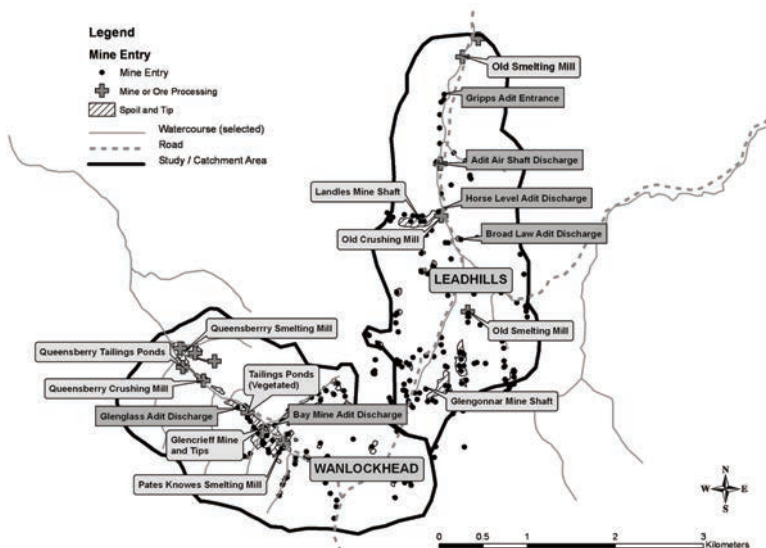 Legend
Mine Entry
Mine Entry
Mine or Ore Processing
Spoil and Tip
Watercourse (selected)
Road
Study / Catchment Area
Old Smelting Mill
Gripps Adit Entrance
Adit Air Shaft Discharge
Landles Mine Shaft
Horse Level Adit Discharge
Old Crushing Mill
Broad Law Adit Discharge
LEADHILLS
Queensberrry Smelting Mill
Old Smelting Mill
Queensberry Tailings Ponds
Tailings Ponds
(Vegetated)
Queensberry Crushing Mill
Glengonnar Mine Shaft
Glenglass Adit Discharge
Bay Mine Adit Discharge
Glencrieff Mine
and Tips
WANLOCKHEAD
Pates Knowes Smelting Mill
N
W E
S
0 0.5 1 2 3
Kilometers